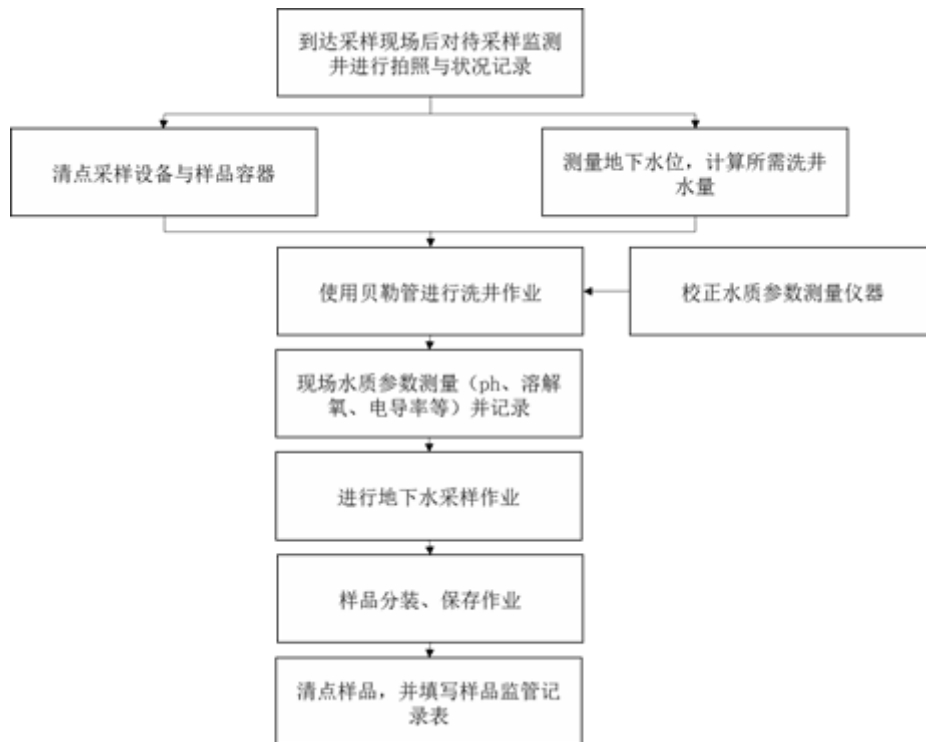 到达采样现场后对待采样监测
井进行拍照与状况记录
清点采样设备与样品容器
测量地下水位，计算所需洗井
水量
使用贝勒管进行洗井作业
校正水质参数测量仪器
现场水质参数测量（ph、溶解
氧、电导率等）并记录
进行地下水采样作业
样品分装、保存作业
清点样品，并填写样品监管记
录表